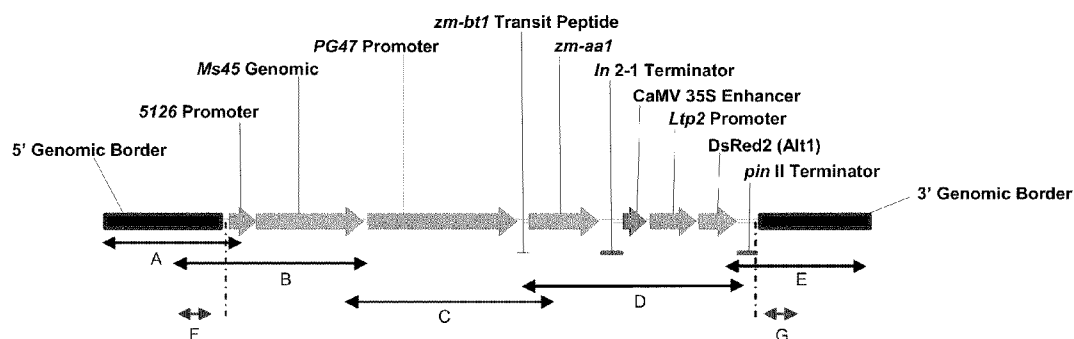 zm-bt1 Transit Peptide
PG47 Promoter
zm-aa1
Ms45 Genomic
In 2-1 Terminator
CaMV 35S Enhancer
5126 Promoter
Ltp2 Promoter
DsRed2 (Alt1)
5' Genomic Border
pin II Terminator
3' Genomic Border
A
B
C
D
E
F
G